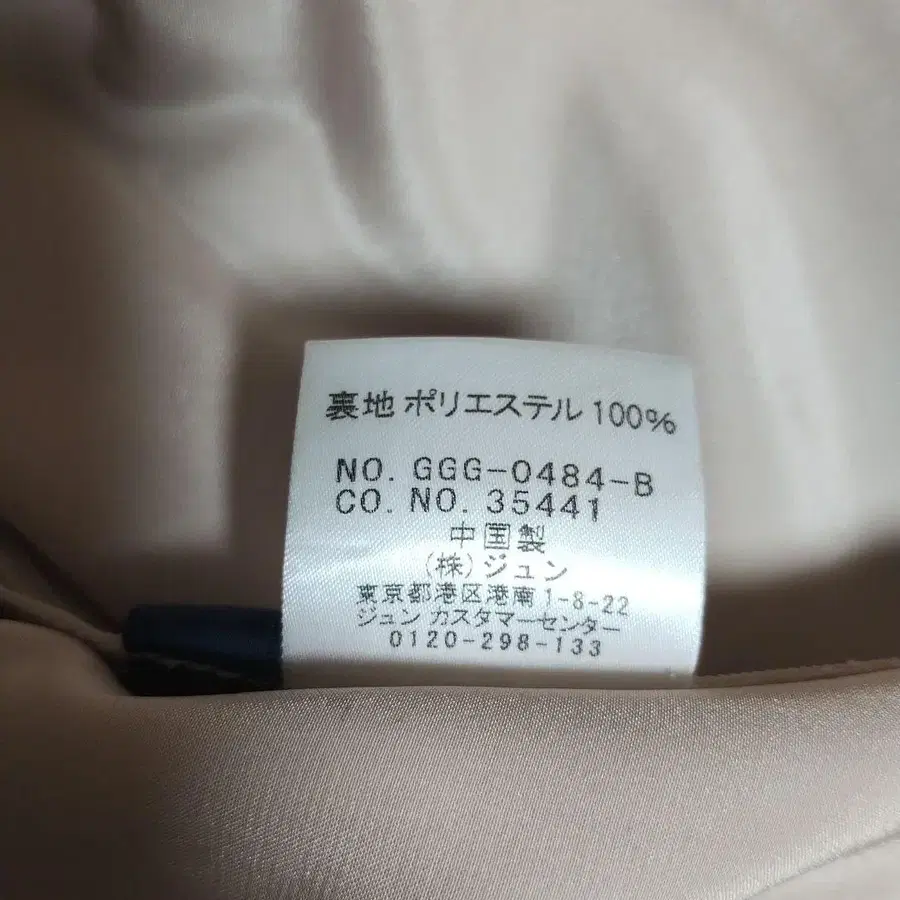 裏地 ポリエステル 100%
NO. GGG-0484-B
CO. NO. 35441
中国製
(株)ジュン
東京都港区港南1-8-22
ジュン カスタマーセンター
0120-298-133